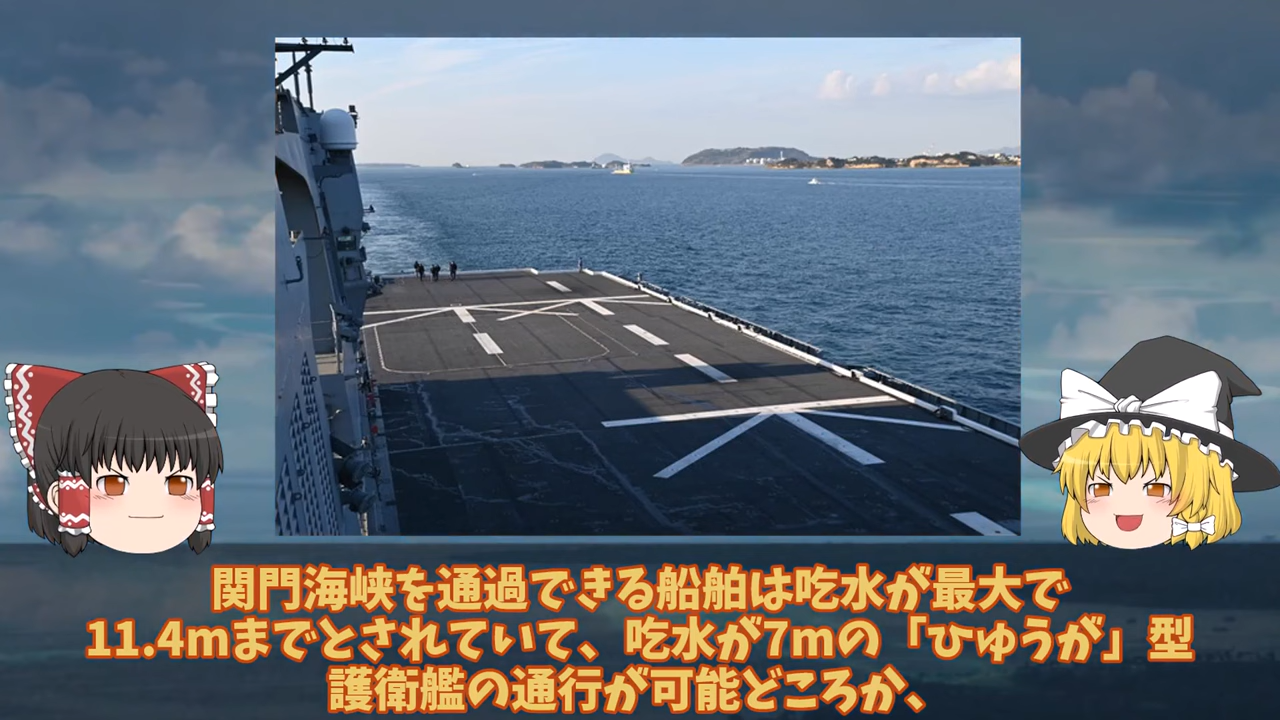 関門海峡を通過できる船舶は吃水が最大で
11.4mまでとされていて、吃水が7mの「ひゅうが」型
護衛艦の通行が可能どころか、